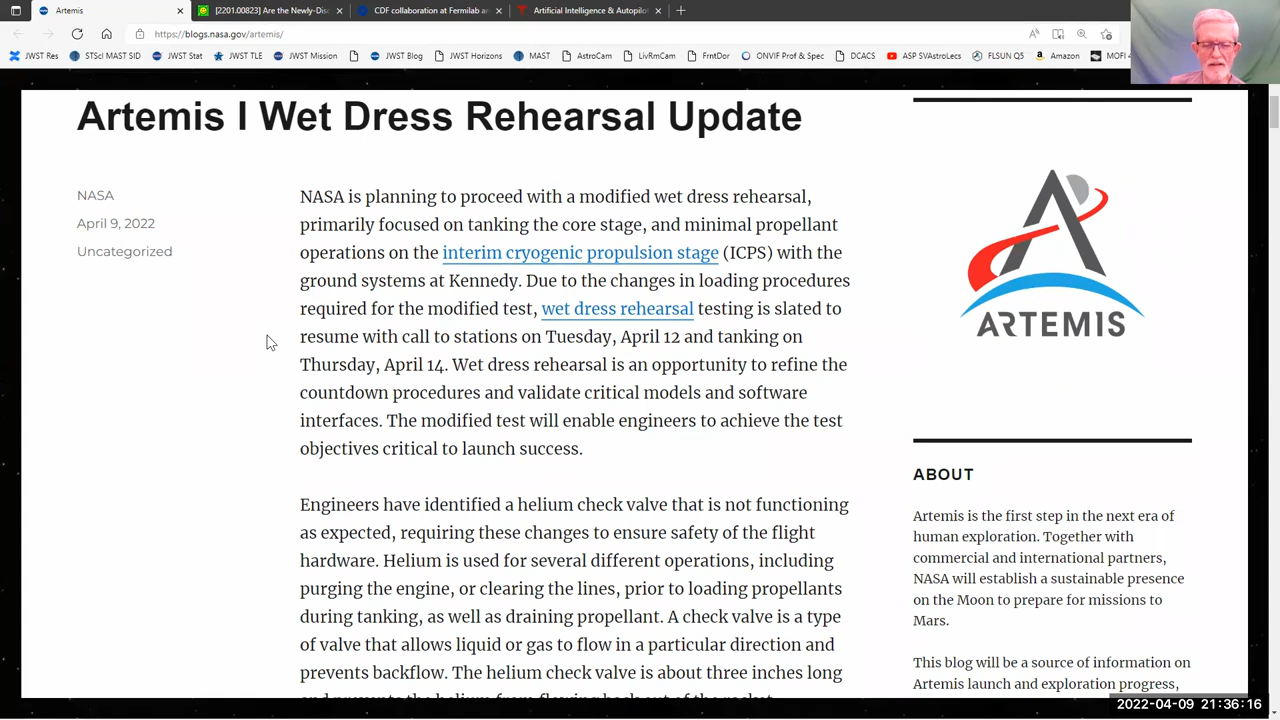 Artemis
[2201.00823] Are the Newly-Disc
CDF collaboration at Fermilab an
Artificial Intelligence & Autopilot
https://blogs.nasa.gov/artemis/
JWST Res
STScI MAST SID
JWST Stat
JWST TLE
JWST Mission
JWST Blog
JWST Horizons
MAST
AstroCam
LivRmCam
FrntDor
ONVIF Prof & Spec
DCACS
ASP SVAstroLecs
FLSUN Q5
Amazon
MOFI
Artemis I Wet Dress Rehearsal Update
NASA
April 9, 2022
Uncategorized
NASA is planning to proceed with a modified wet dress rehearsal,
primarily focused on tanking the core stage, and minimal propellant
operations on the interim cryogenic propulsion stage (ICPS) with the
ground systems at Kennedy. Due to the changes in loading procedures
required for the modified test, wet dress rehearsal testing is slated to
resume with call to stations on Tuesday, April 12 and tanking on
Thursday, April 14. Wet dress rehearsal is an opportunity to refine the
countdown procedures and validate critical models and software
interfaces. The modified test will enable engineers to achieve the test
objectives critical to launch success.
Engineers have identified a helium check valve that is not functioning
as expected, requiring these changes to ensure safety of the flight
hardware. Helium is used for several different operations, including
purging the engine, or clearing the lines, prior to loading propellants
during tanking, as well as draining propellant. A check valve is a type
of valve that allows liquid or gas to flow in a particular direction and
prevents backflow. The helium check valve is about three inches long
and prevents the helium from flowing back out of the rocket.
ARTEMIS
ABOUT
Artemis is the first step in the next era of
human exploration. Together with
commercial and international partners,
NASA will establish a sustainable presence
on the Moon to prepare for missions to
Mars.
This blog will be a source of information on
Artemis launch and exploration progress,
2022-04-09 21:36:16